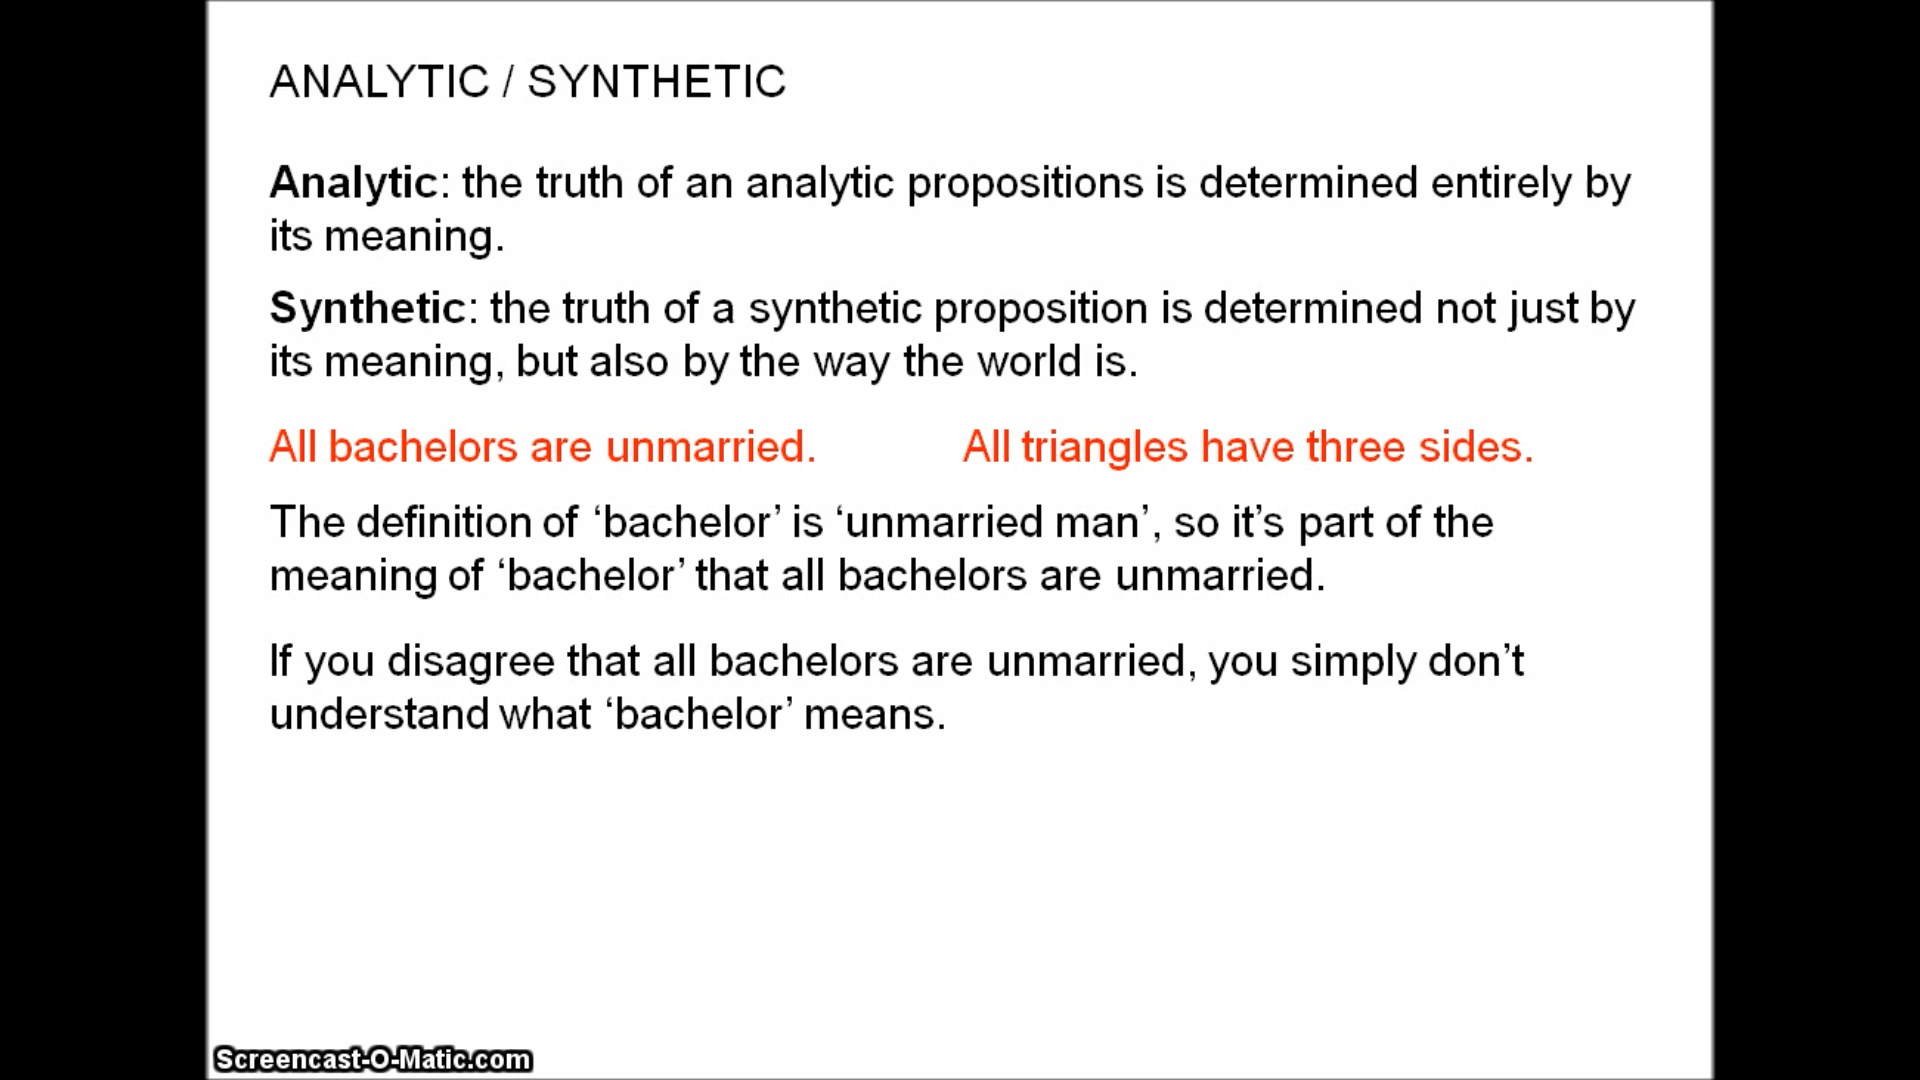 ANALYTIC / SYNTHETIC
Analytic: the truth of an analytic propositions is determined entirely by
its meaning.
Synthetic: the truth of a synthetic proposition is determined not just by
its meaning, but also by the way the world is.
All bachelors are unmarried. All triangles have three sides.
The definition of ‘bachelor’ is ‘unmarried man’, so it’s part of the
meaning of ‘bachelor’ that all bachelors are unmarried.
If you disagree that all bachelors are unmarried, you simply don’t
understand what ‘bachelor’ means.
Screencast-O-Matic.com